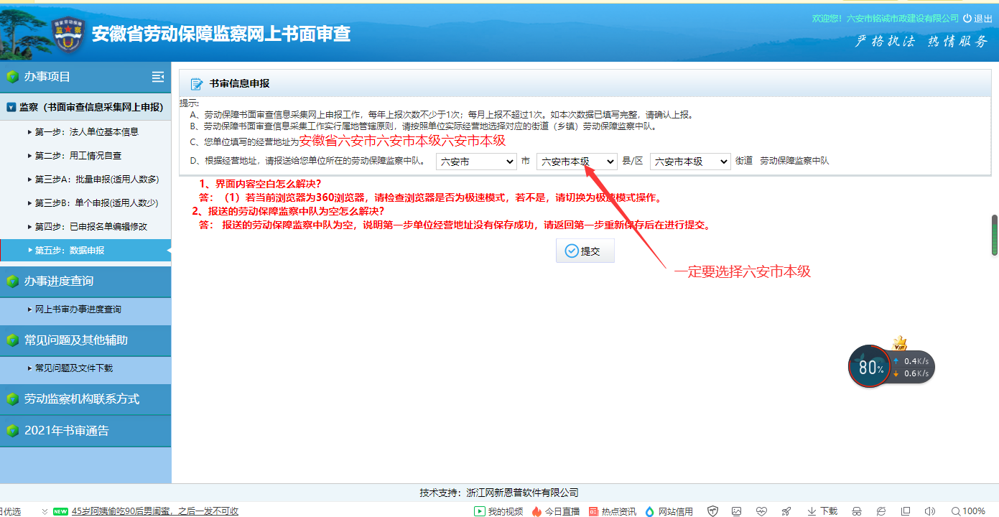 欢迎您！六安市铭诚市政建设有限公司 退出
安徽省劳动保障监察网上书面审查
严格执法 热情服务
办事项目
监察（书面审查信息采集网上申报）
第一步：法人单位基本信息
第二步：用工情况自查
第三步A：批量申报(适用人数多)
第三步B：单个申报(适用人数少)
第四步：已申报名单编辑修改
第五步：数据申报
办事进度查询
网上书审办事进度查询
常见问题及其他辅助
常见问题及文件下载
劳动监察机构联系方式
2021年书审通告
书审信息申报
提示:
A、劳动保障书面审查信息采集网上申报工作，每年上报次数不少于1次；每月上报不超过1次。如本次数据已填写完整，请确认上报。
B、劳动保障书面审查信息采集工作实行属地管辖原则，请按照单位实际经营地选择对应的街道（乡镇）劳动保障监察中队。
C、您单位填写的经营地址为安徽省六安市六安市本级六安市本级
D、根据经营地址，请报送给您单位所在的劳动保障监察中队。 六安市 市 六安市本级 县/区 六安市本级 街道 劳动保障监察中队
1、界面内容空白怎么解决?
答：（1）若当前浏览器为360浏览器，请检查浏览器是否为极速模式，若不是，请切换为极速模式操作。
2、报送的劳动保障监察中队为空怎么解决?
答： 报送的劳动保障监察中队为空，说明第一步单位经营地址没有保存成功，请返回第一步重新保存后在进行提交。
提交
一定要选择六安市本级
VIP
80%
0.4K/s
0.6K/s
技术支持：浙江网新恩普软件有限公司
日优选 NEW 45岁阿姨偷吃90后男闺蜜，之后一发不可收 我的视频 今日直播 热点资讯 网站信用 下载 100%